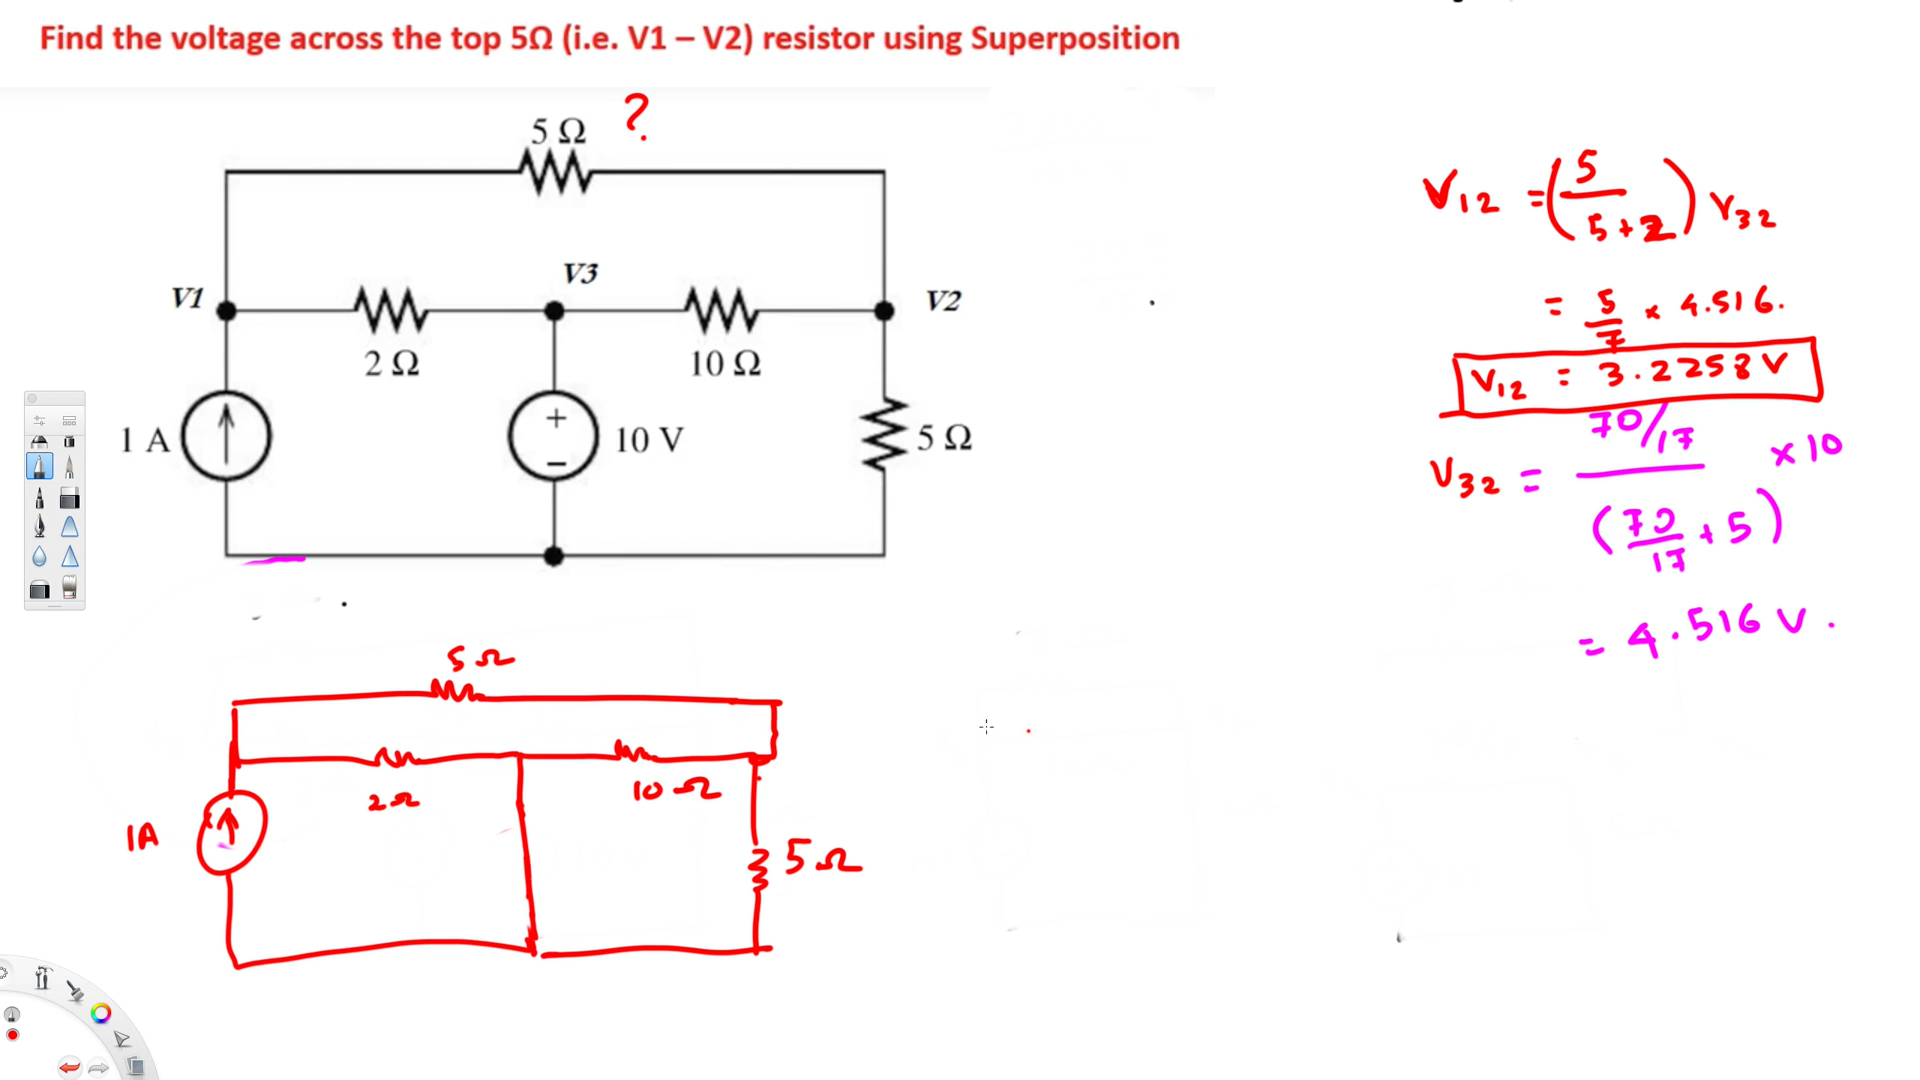 Find the voltage across the top 5Ω (i.e. V1 – V2) resistor using Superposition
5 Ω ?
V1
V3
V2
2 Ω
10 Ω
1 A
+
–
10 V
5 Ω
5Ω
2Ω
10Ω
1A
5Ω
V12 = (5/(5+2)) V32
= 5/7 × 4.516.
V12 = 3.2258 V
V32 = (70/17)/(70/17 + 5) × 10
= 4.516 V.